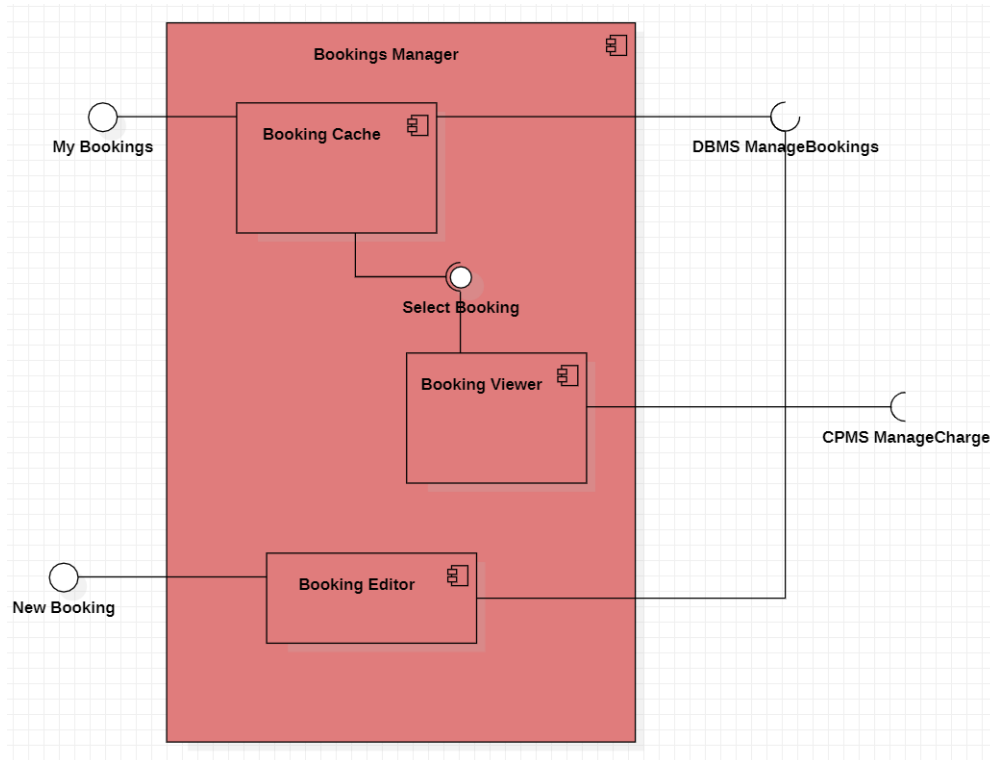 Bookings Manager
Booking Cache
My Bookings
DBMS ManageBookings
Select Booking
Booking Viewer
CPMS ManageCharge
Booking Editor
New Booking